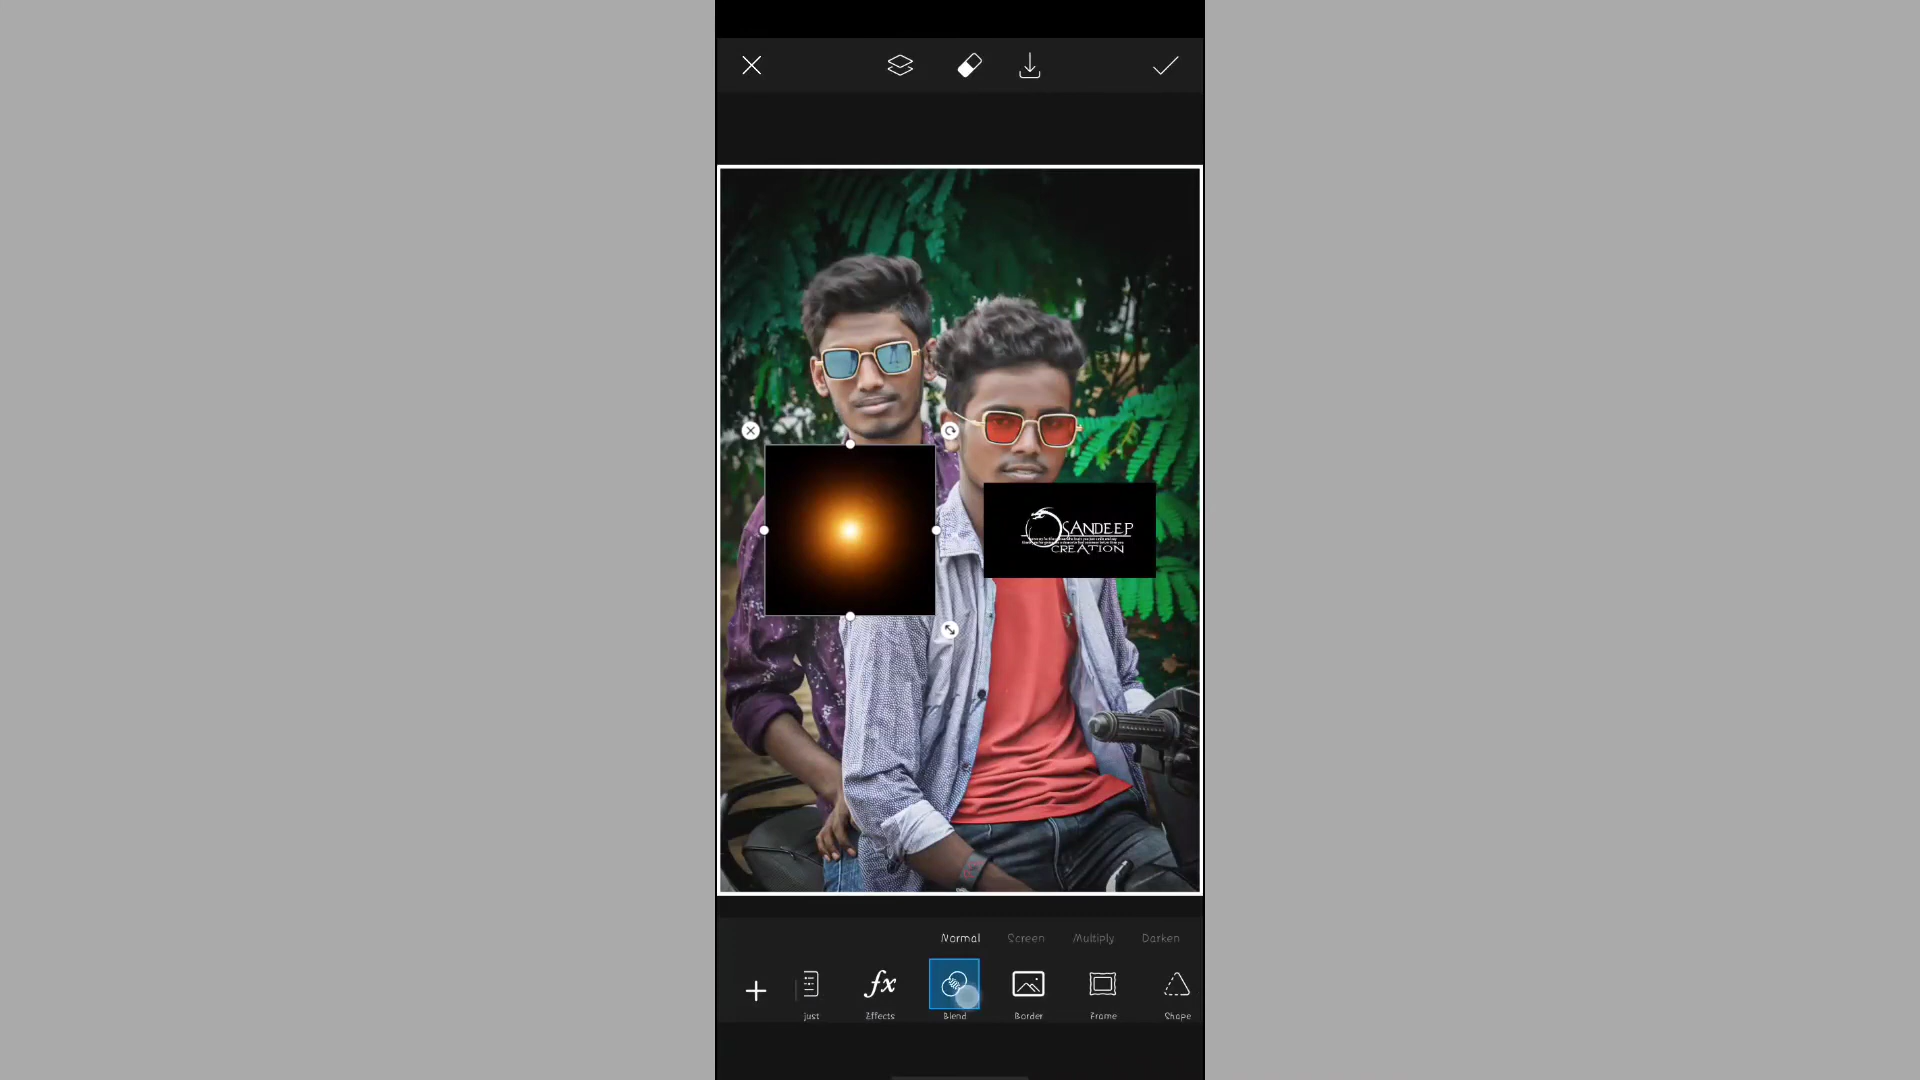 SANDEEP
CREATION
Normal Screen Multiply Darken
just Effects Blend Border Frame Shape